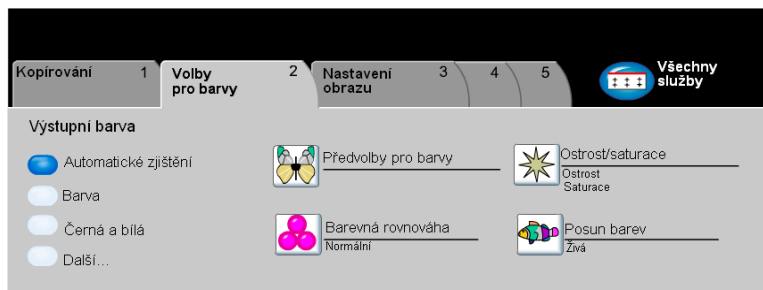 Kopírování 1
Volby pro barvy 2
Nastavení obrazu 3
4
5
Všechny služby
Výstupní barva
Automatické zjištění
Barva
Černá a bílá
Další...
Předvolby pro barvy
Ostrost/saturace
Ostrost
Saturace
Barevná rovnováha
Normální
Posun barev
Živá